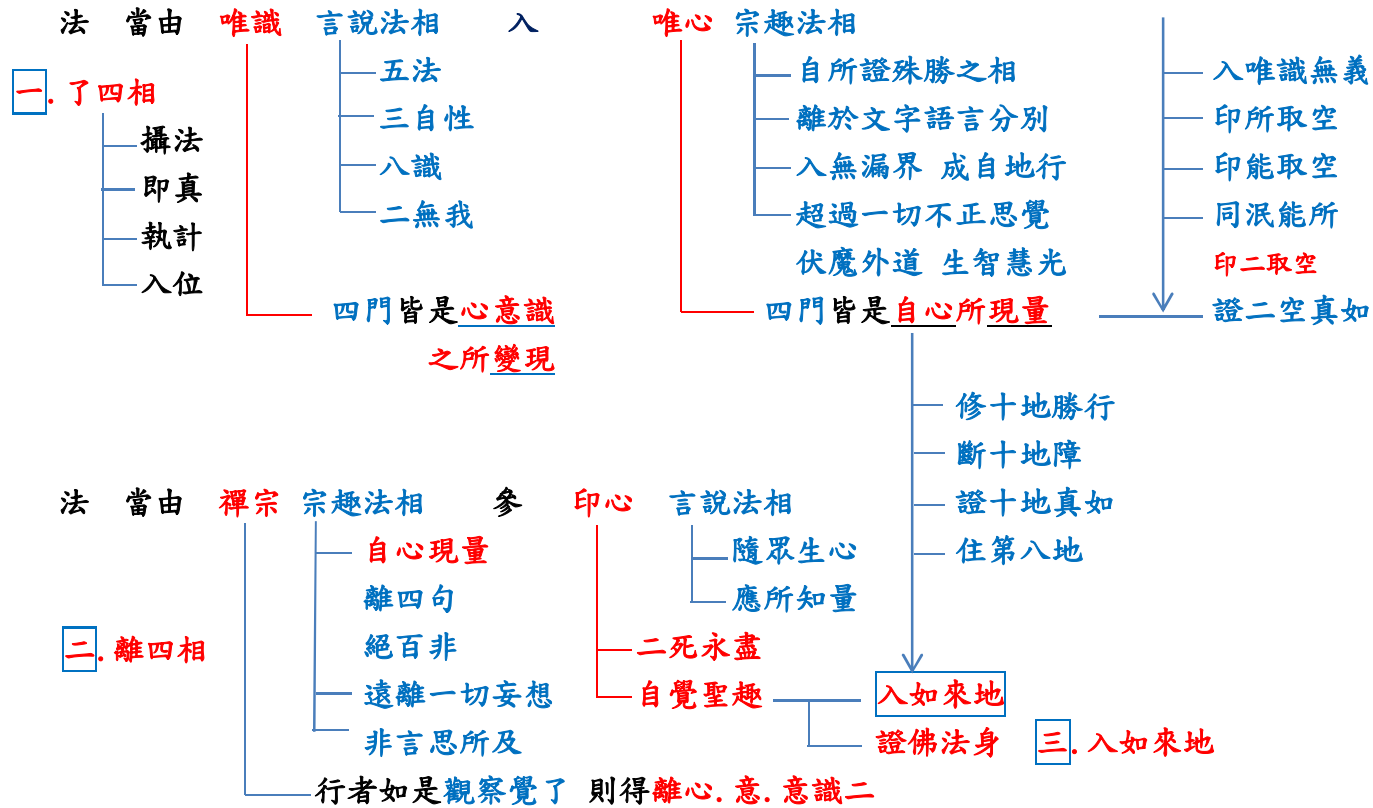 法 當由 唯識 言說法相 入 唯心 宗趣法相
一.了四相
攝法
即真
執計
入位
五法
三自性
八識
二無我
四門皆是心意識
之所變現
自所證殊勝之相
離於文字語言分別
入無漏界 成自地行
超過一切不正思覺
伏魔外道 生智慧光
四門皆是自心所現量
入唯識無義
印所取空
印能取空
同泯能所
印二取空
證二空真如
修十地勝行
斷十地障
證十地真如
住第八地
法 當由 禪宗 宗趣法相 參 印心 言說法相
二.離四相
自心現量
離四句
絕百非
遠離一切妄想
非言思所及
隨眾生心
應所知量
二死永盡
自覺聖趣
入如來地
證佛法身
三.入如來地
行者如是觀察覺了 則得離心.意.意識二